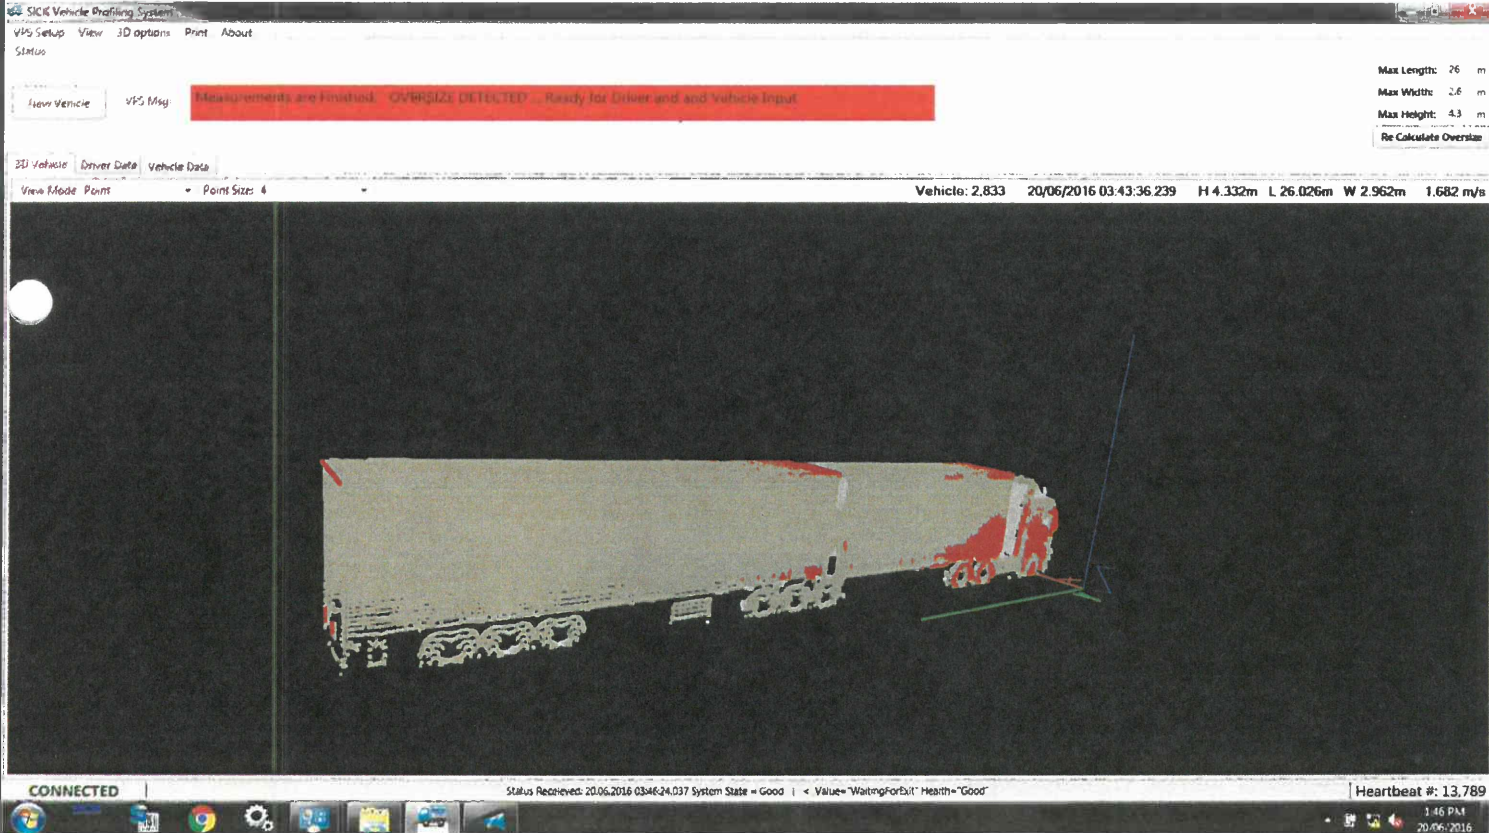 SICK Vehicle Profiling System
VPS Setup View 3D options Print About
Status
Max Length: 26 m
New Vehicle VPS Msg: Measurements are Finished. OVERSIZE DETECTED ... Ready for Driver and and Vehicle Input
Max Width: 2.6 m
Max Height: 4.3 m
Re Calculate Oversize
3D Vehicle Driver Data Vehicle Data
View Mode Point Point Size: 4 Vehicle: 2,833 20/06/2016 03:43:36.239 H 4.332m L 26.026m W 2.962m 1.682 m/s
CONNECTED Status Recieved: 20.06.2016 03:46:24.037 System State = Good | < Value="WaitingForExit" Health="Good" Heartbeat #: 13,789
1:46 PM
20/06/2016